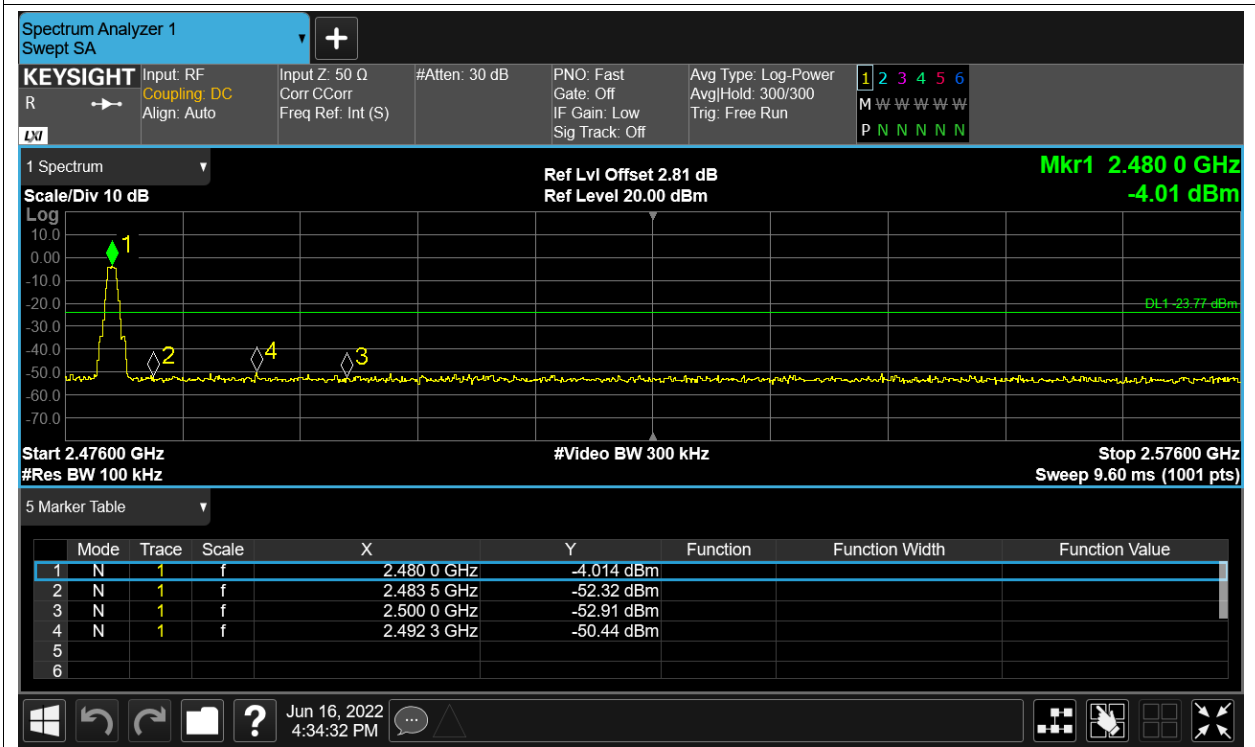 Spectrum Analyzer 1
Swept SA
+
KEYSIGHT Input: RF Input Z: 50 Ω #Atten: 30 dB PNO: Fast Avg Type: Log-Power 1 2 3 4 5 6
R Coupling: DC Corr CCorr Gate: Off Avg|Hold: 300/300 M W W W W W
Align: Auto Freq Ref: Int (S) IF Gain: Low Trig: Free Run
LXI Sig Track: Off P N N N N N
1 Spectrum Ref Lvl Offset 2.81 dB Mkr1 2.480 0 GHz
Scale/Div 10 dB Ref Level 20.00 dBm -4.01 dBm
Log
10.0 1
0.00
-10.0
-20.0 DL1 -23.77 dBm
-30.0
-40.0 2 4 3
-50.0
-60.0
-70.0
Start 2.47600 GHz #Video BW 300 kHz Stop 2.57600 GHz
#Res BW 100 kHz Sweep 9.60 ms (1001 pts)
5 Marker Table
Mode Trace Scale X Y Function Function Width Function Value
1 N 1 f 2.480 0 GHz -4.014 dBm
2 N 1 f 2.483 5 GHz -52.32 dBm
3 N 1 f 2.500 0 GHz -52.91 dBm
4 N 1 f 2.492 3 GHz -50.44 dBm
5
6
? Jun 16, 2022
4:34:32 PM